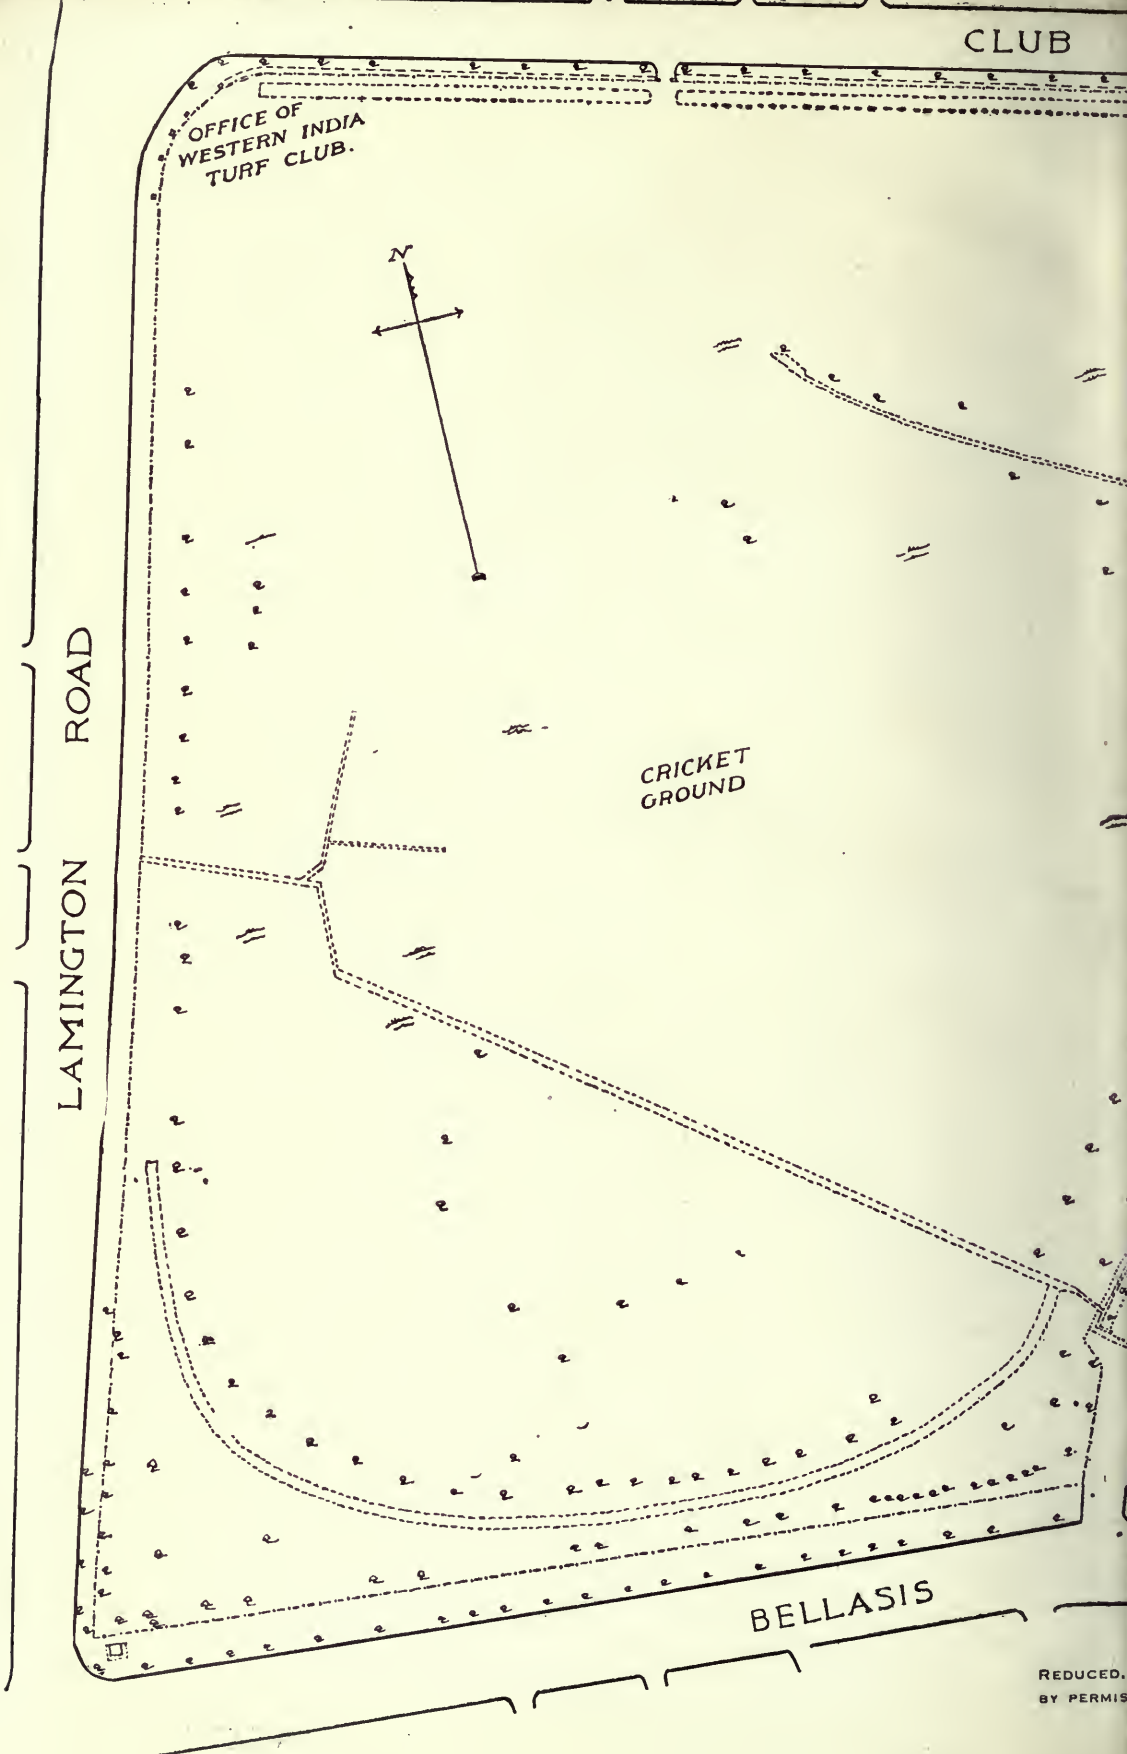 CLUB
OFFICE OF
WESTERN INDIA
TURF CLUB.
N
CRICKET
GROUND
LAMINGTON ROAD
BELLASIS
REDUCED,
BY PERMIS